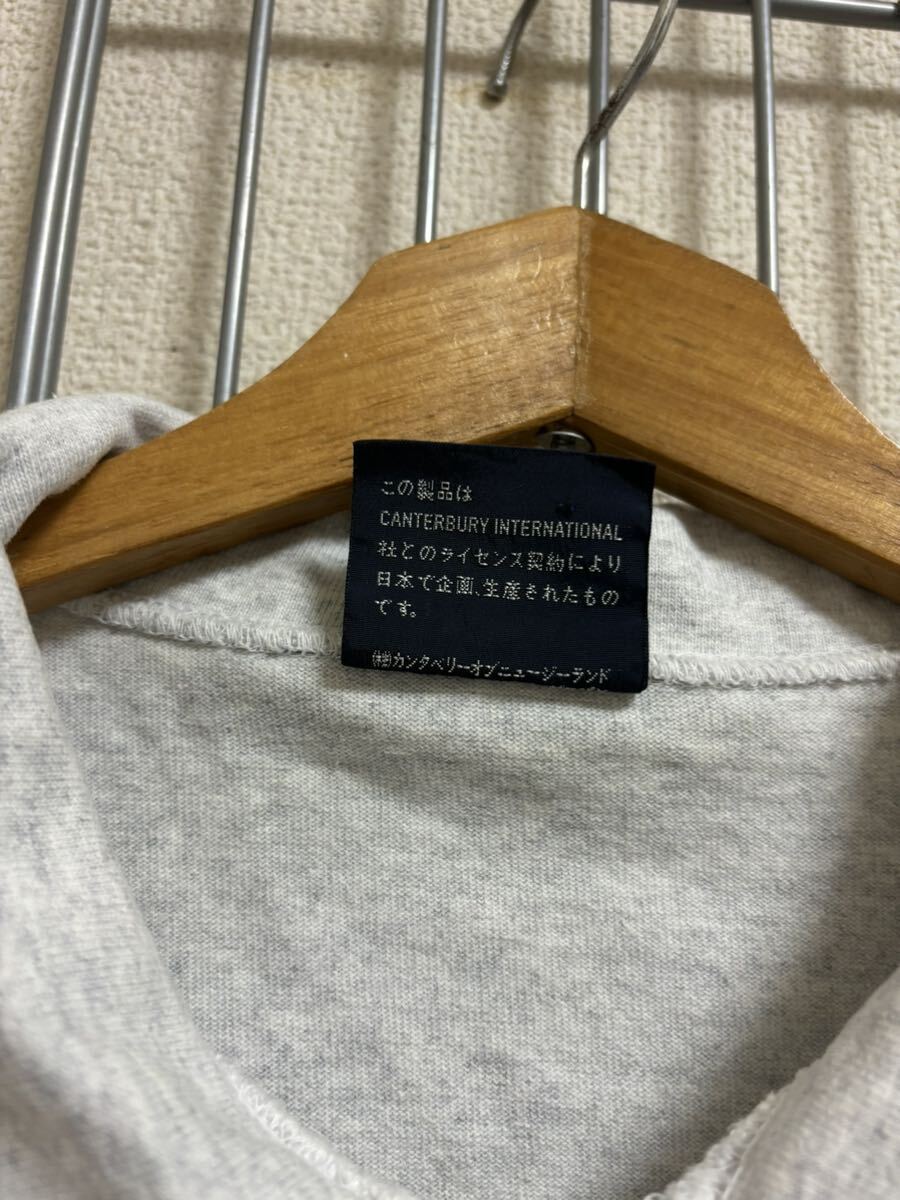 この製品は
CANTERBURY INTERNATIONAL
社とのライセンス契約により
日本で企画、生産されたもの
です。
(株)カンタベリーオブニュージーランド